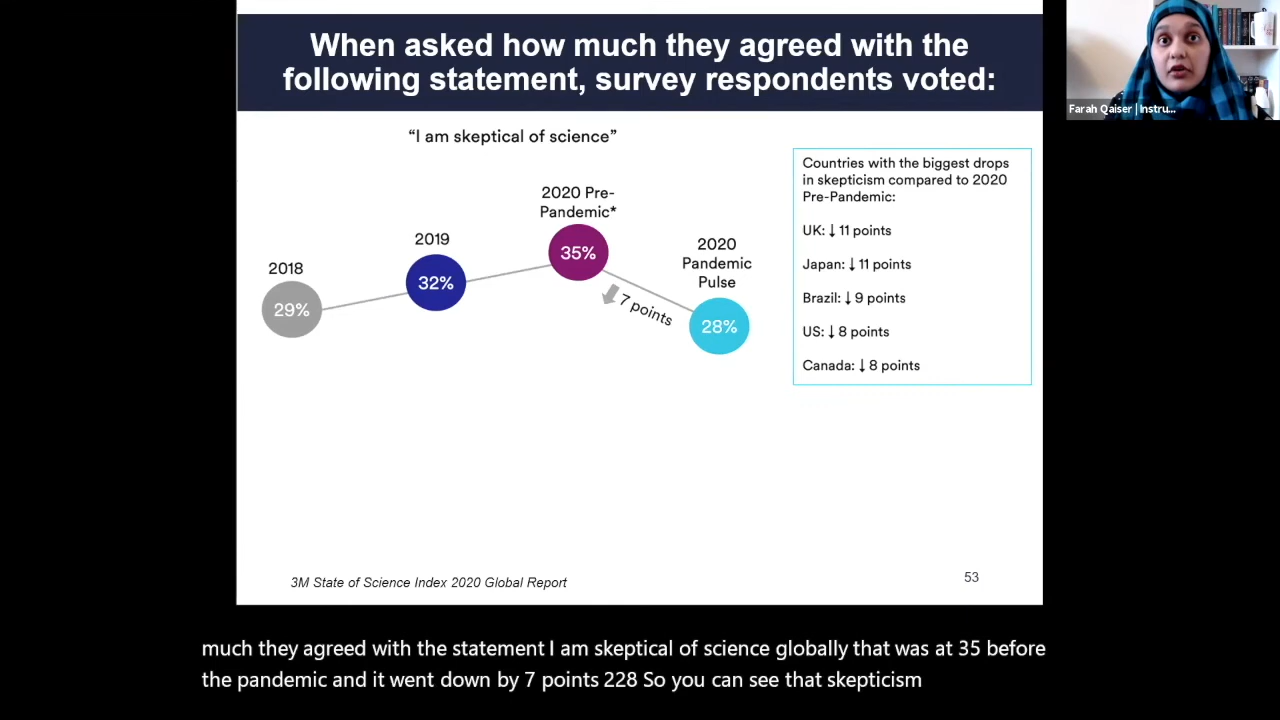 When asked how much they agreed with the
following statement, survey respondents voted:
Farah Qaiser | Instru...
“I am skeptical of science”
2018
29%
2019
32%
2020 Pre-
Pandemic*
35%
7 points
2020
Pandemic
Pulse
28%
Countries with the biggest drops
in skepticism compared to 2020
Pre-Pandemic:
UK: ↓ 11 points
Japan: ↓ 11 points
Brazil: ↓ 9 points
US: ↓ 8 points
Canada: ↓ 8 points
3M State of Science Index 2020 Global Report
53
much they agreed with the statement I am skeptical of science globally that was at 35 before
the pandemic and it went down by 7 points 228 So you can see that skepticism